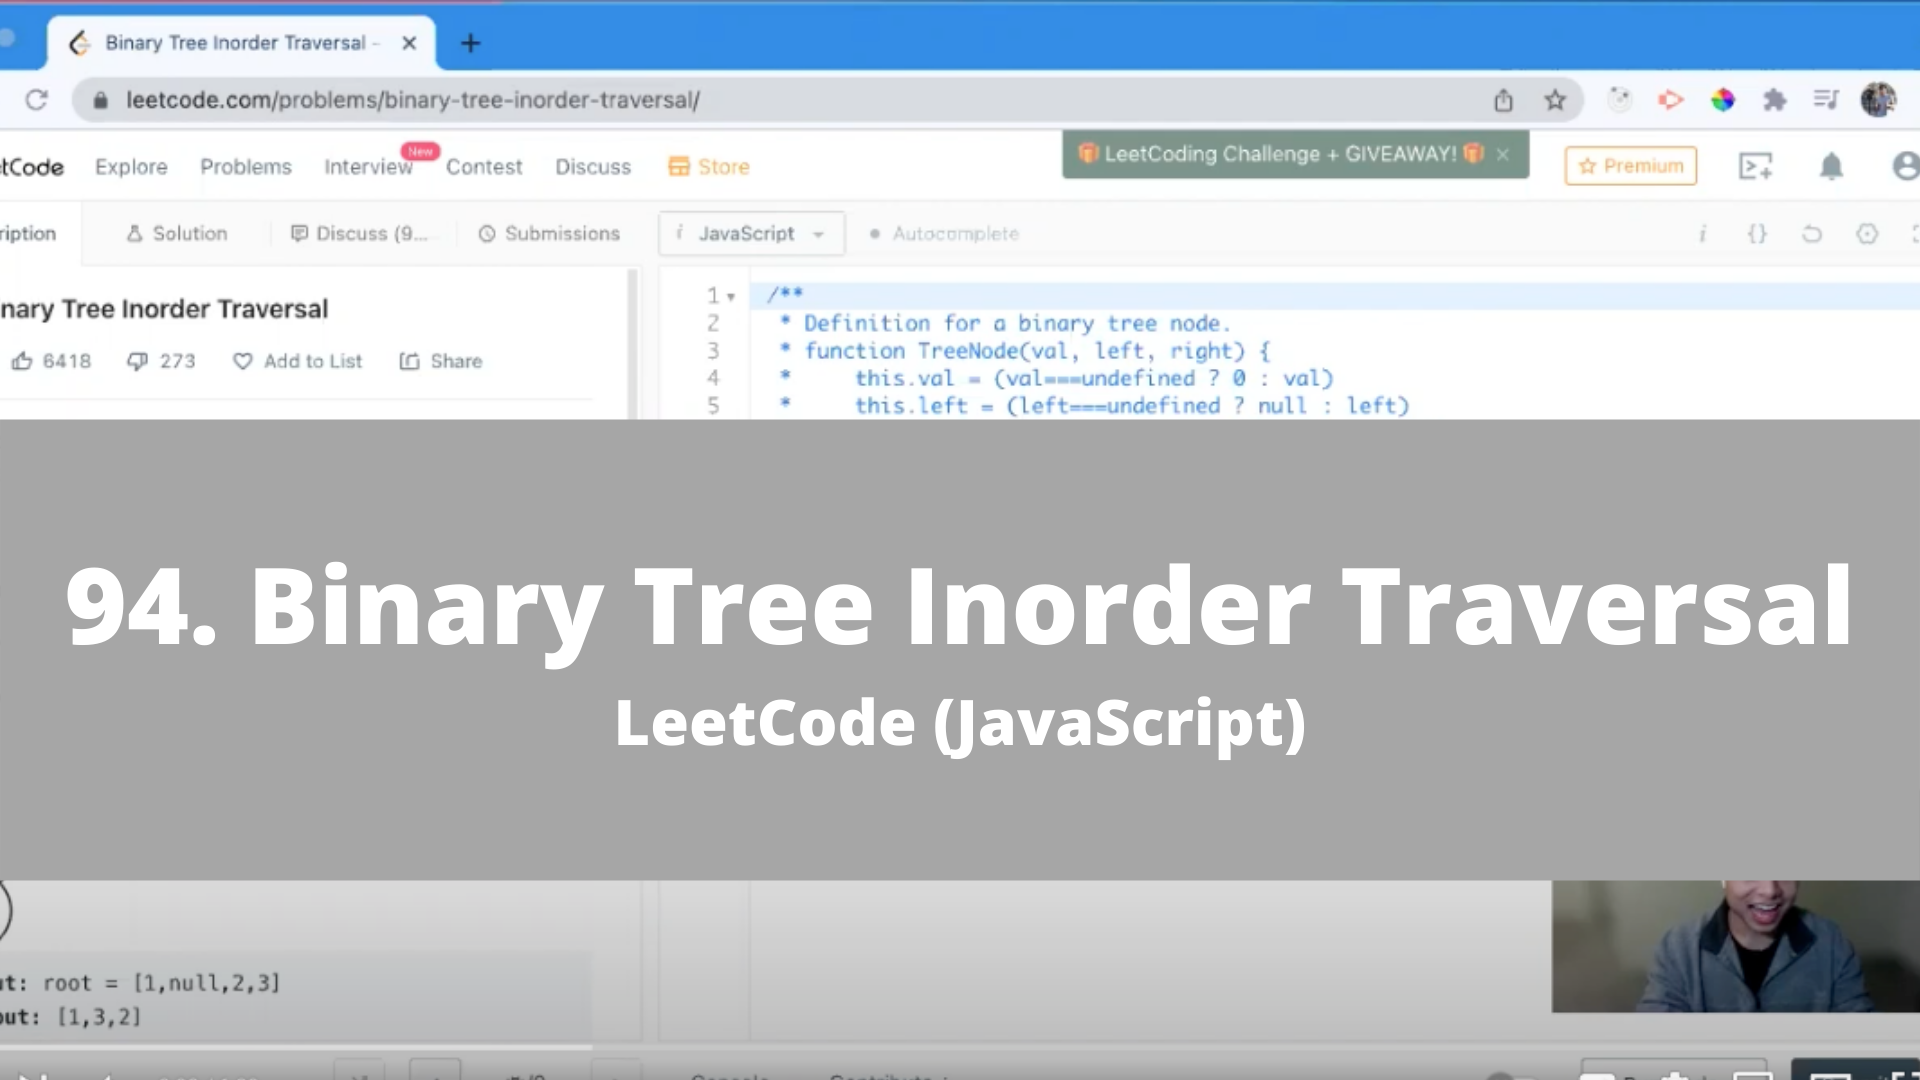 Binary Tree Inorder Traversal -
leetcode.com/problems/binary-tree-inorder-traversal/
tCode Explore Problems Interview New Contest Discuss Store
LeetCoding Challenge + GIVEAWAY!
Premium
ription Solution Discuss (9... Submissions
i JavaScript Autocomplete i {}
nary Tree Inorder Traversal
6418 273 Add to List Share
1 /**
2 * Definition for a binary tree node.
3 * function TreeNode(val, left, right) {
4 * this.val = (val===undefined ? 0 : val)
5 * this.left = (left===undefined ? null : left)
94. Binary Tree Inorder Traversal
LeetCode (JavaScript)
ut: root = [1,null,2,3]
out: [1,3,2]